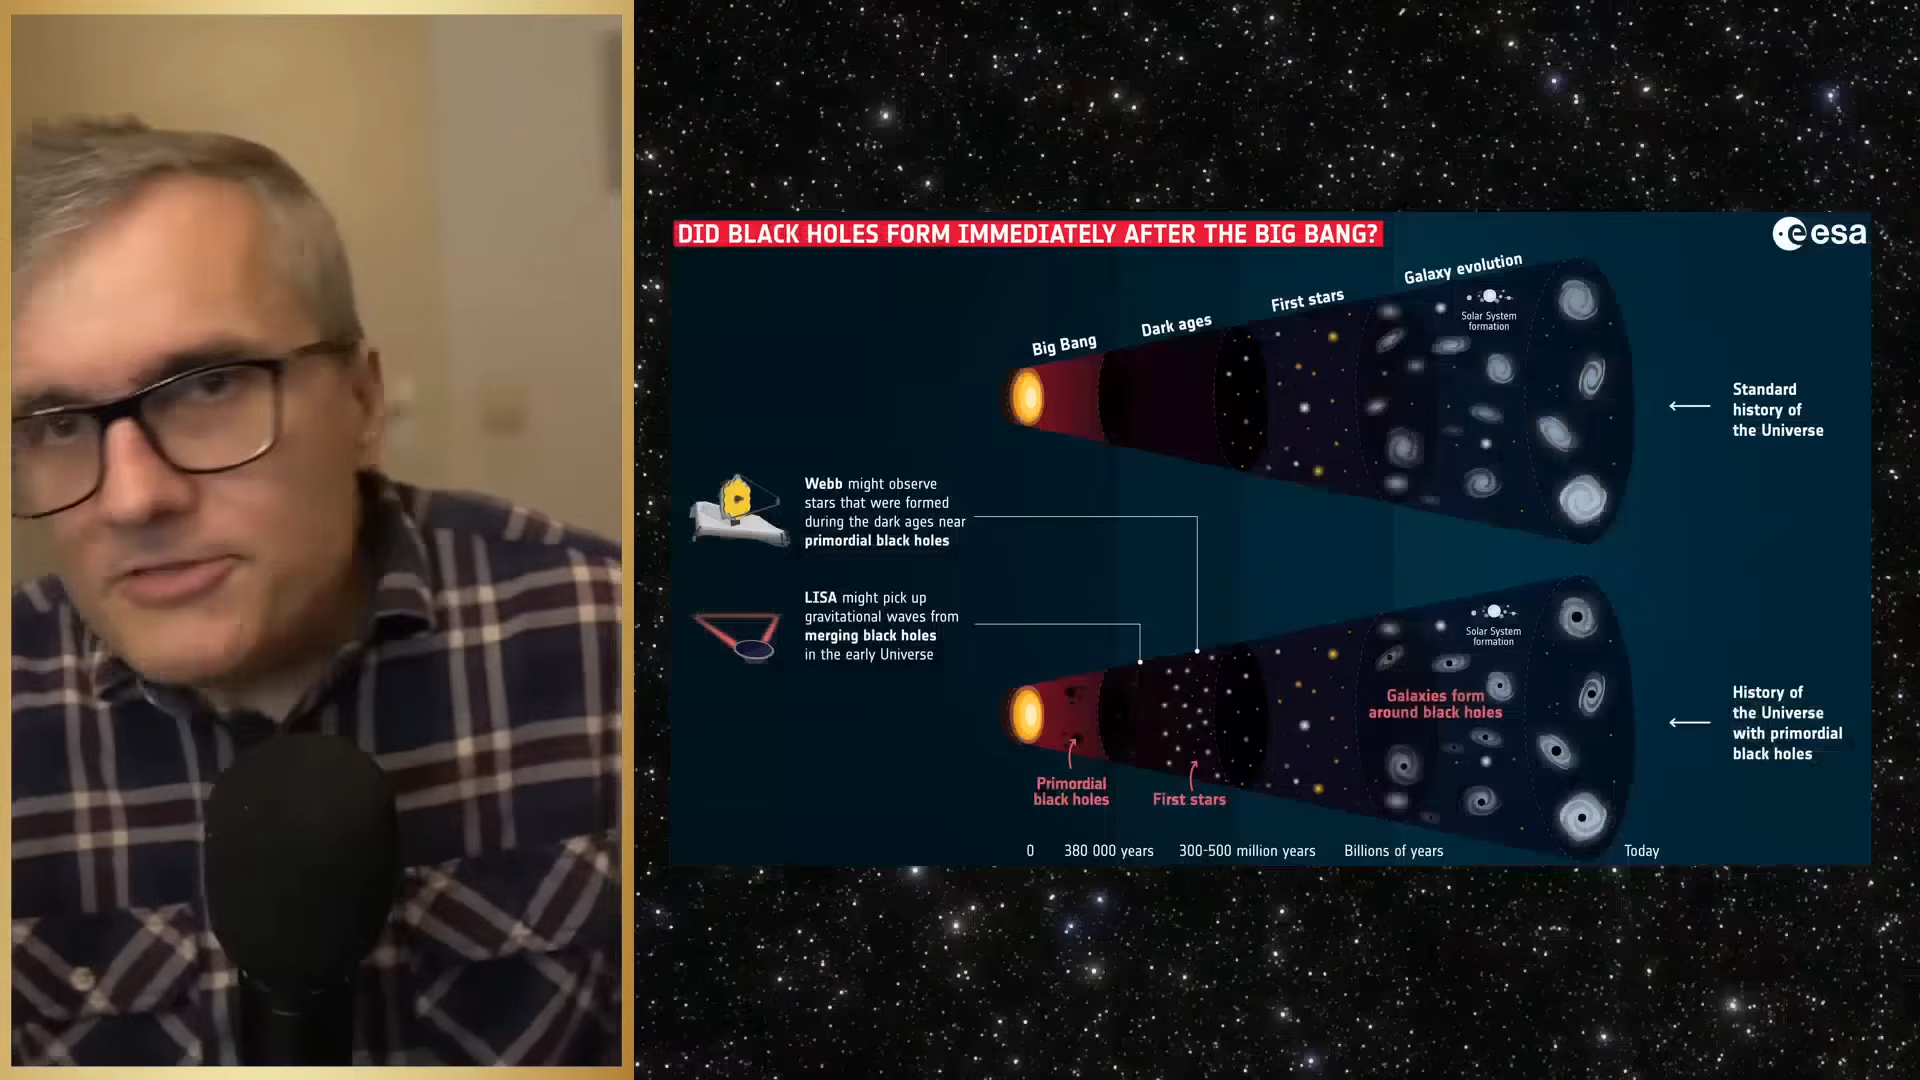 DID BLACK HOLES FORM IMMEDIATELY AFTER THE BIG BANG?
esa
Big Bang
Dark ages
First stars
Galaxy evolution
Solar System
formation
Standard
history of
the Universe
Webb might observe
stars that were formed
during the dark ages near
primordial black holes
LISA might pick up
gravitational waves from
merging black holes
in the early Universe
Solar System
formation
Galaxies form
around black holes
Primordial
black holes
First stars
History of
the Universe
with primordial
black holes
0
380 000 years
300-500 million years
Billions of years
Today